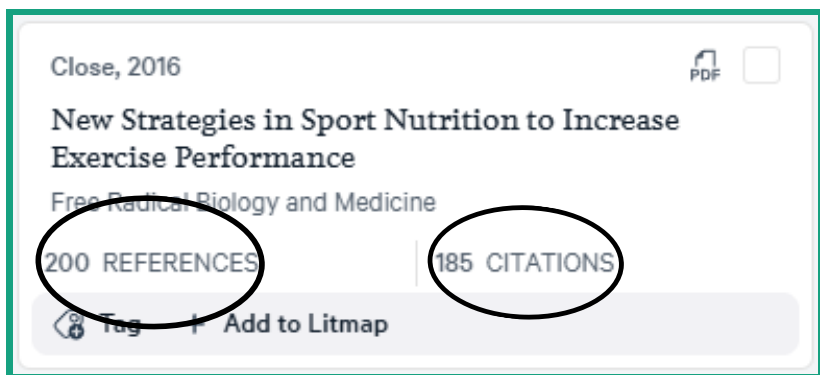 Close, 2016
PDF
New Strategies in Sport Nutrition to Increase
Exercise Performance
Free Radical Biology and Medicine
200 REFERENCES
185 CITATIONS
Tag + Add to Litmap